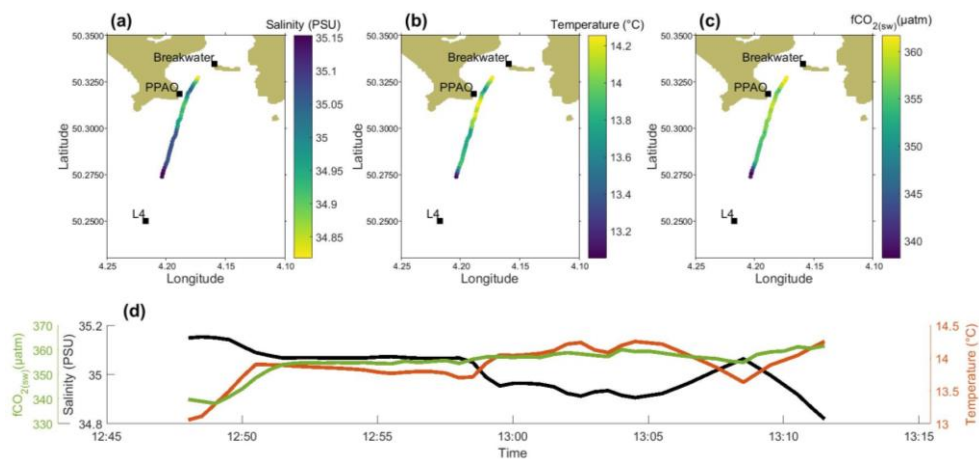 (a) Salinity (PSU)
50.3500
50.3250
50.3000
50.2750
50.2500
Latitude
Breakwater
PPAO
L4
4.25 4.20 4.15 4.10
Longitude
35.15
35.1
35.05
35
34.95
34.9
34.85
(b) Temperature (°C)
50.3500
50.3250
50.3000
50.2750
50.2500
Latitude
Breakwater
PPAO
L4
4.25 4.20 4.15 4.10
Longitude
14.2
14
13.8
13.6
13.4
13.2
(c) fCO2(sw)(μatm)
50.3500
50.3250
50.3000
50.2750
50.2500
Latitude
Breakwater
PPAO
L4
4.25 4.20 4.15 4.10
Longitude
360
355
350
345
340
(d)
fCO2(sw)(μatm)
370
360
350
340
330
Salinity (PSU)
35.2
35
34.8
14.5
14
13.5
13
Temperature (°C)
12:45 12:50 12:55 13:00 13:05 13:10 13:15
Time